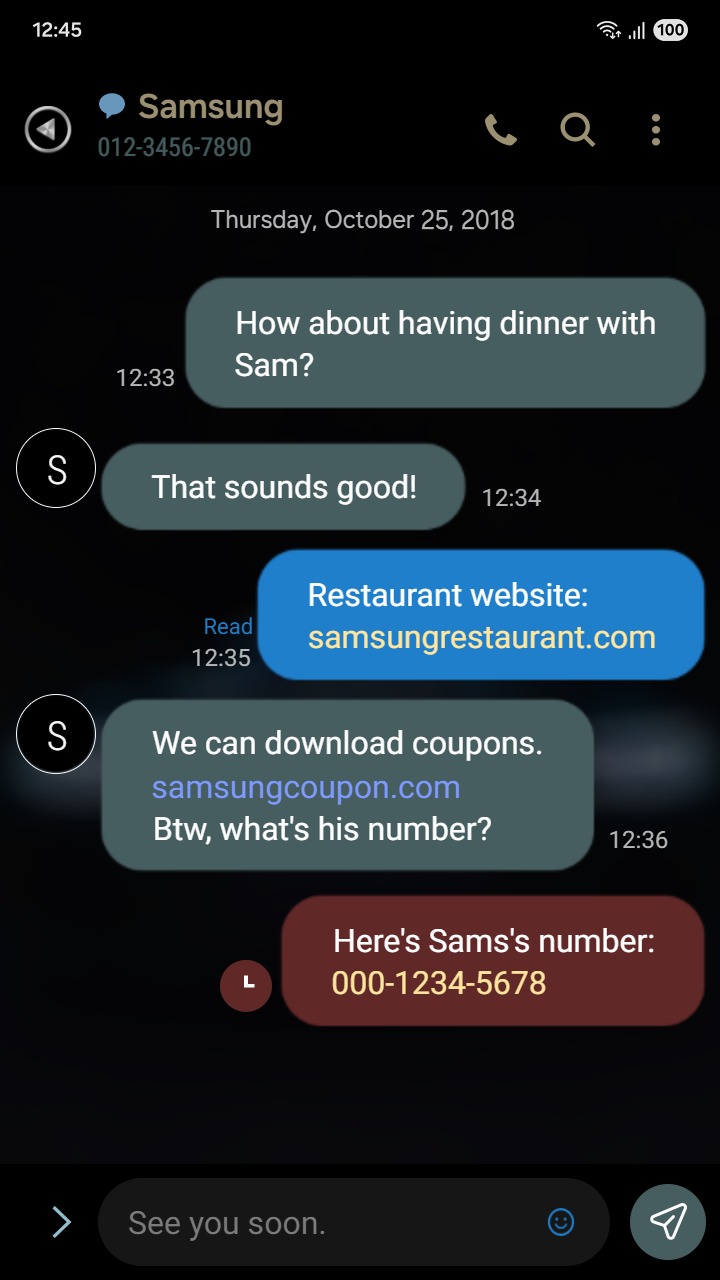 12:45
100
Samsung
012-3456-7890
Thursday, October 25, 2018
How about having dinner with
Sam?
12:33
S
That sounds good!
12:34
Restaurant website:
samsungrestaurant.com
Read
12:35
S
We can download coupons.
samsungcoupon.com
Btw, what's his number?
12:36
Here's Sams's number:
000-1234-5678
See you soon.